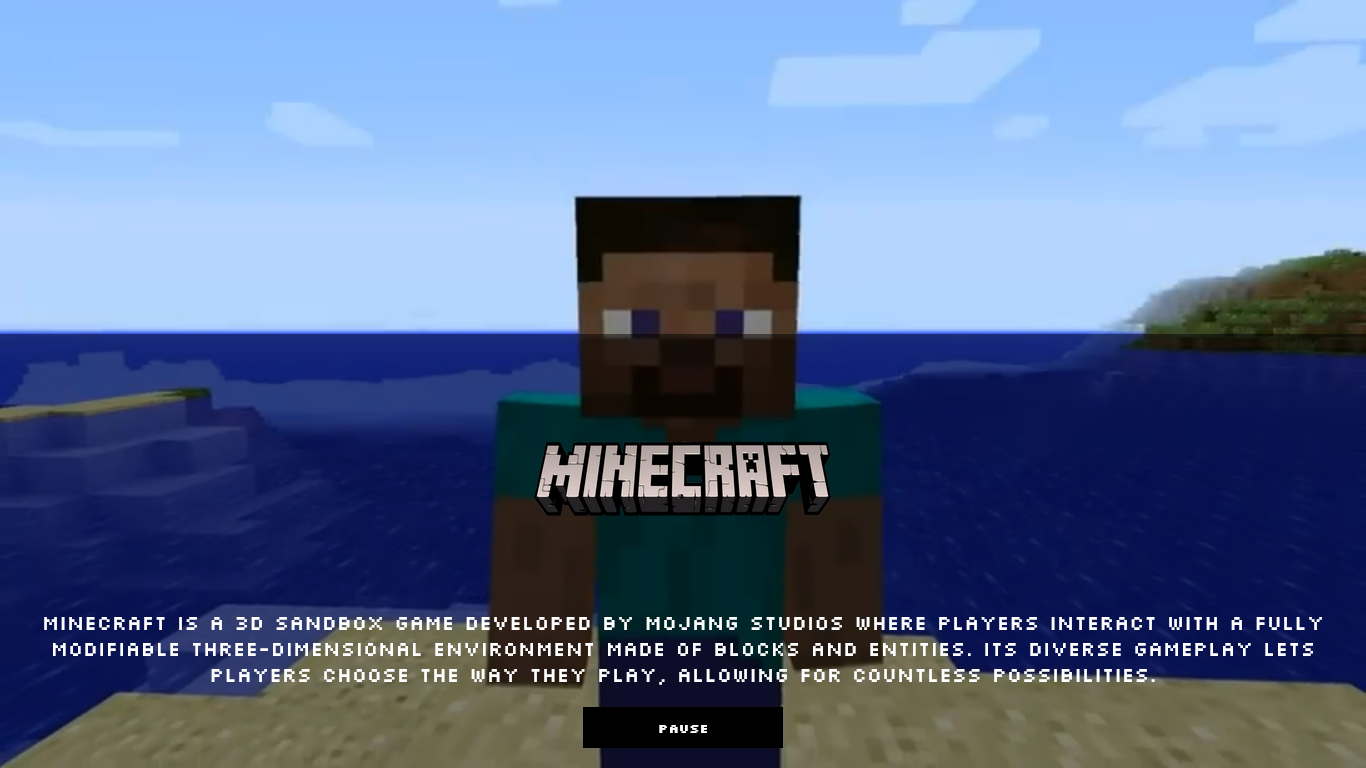 MINECRAFT
MINECRAFT IS A 3D SANDBOX GAME DEVELOPED BY MOJANG STUDIOS WHERE PLAYERS INTERACT WITH A FULLY
MODIFIABLE THREE-DIMENSIONAL ENVIRONMENT MADE OF BLOCKS AND ENTITIES. ITS DIVERSE GAMEPLAY LETS
PLAYERS CHOOSE THE WAY THEY PLAY, ALLOWING FOR COUNTLESS POSSIBILITIES.
PAUSE